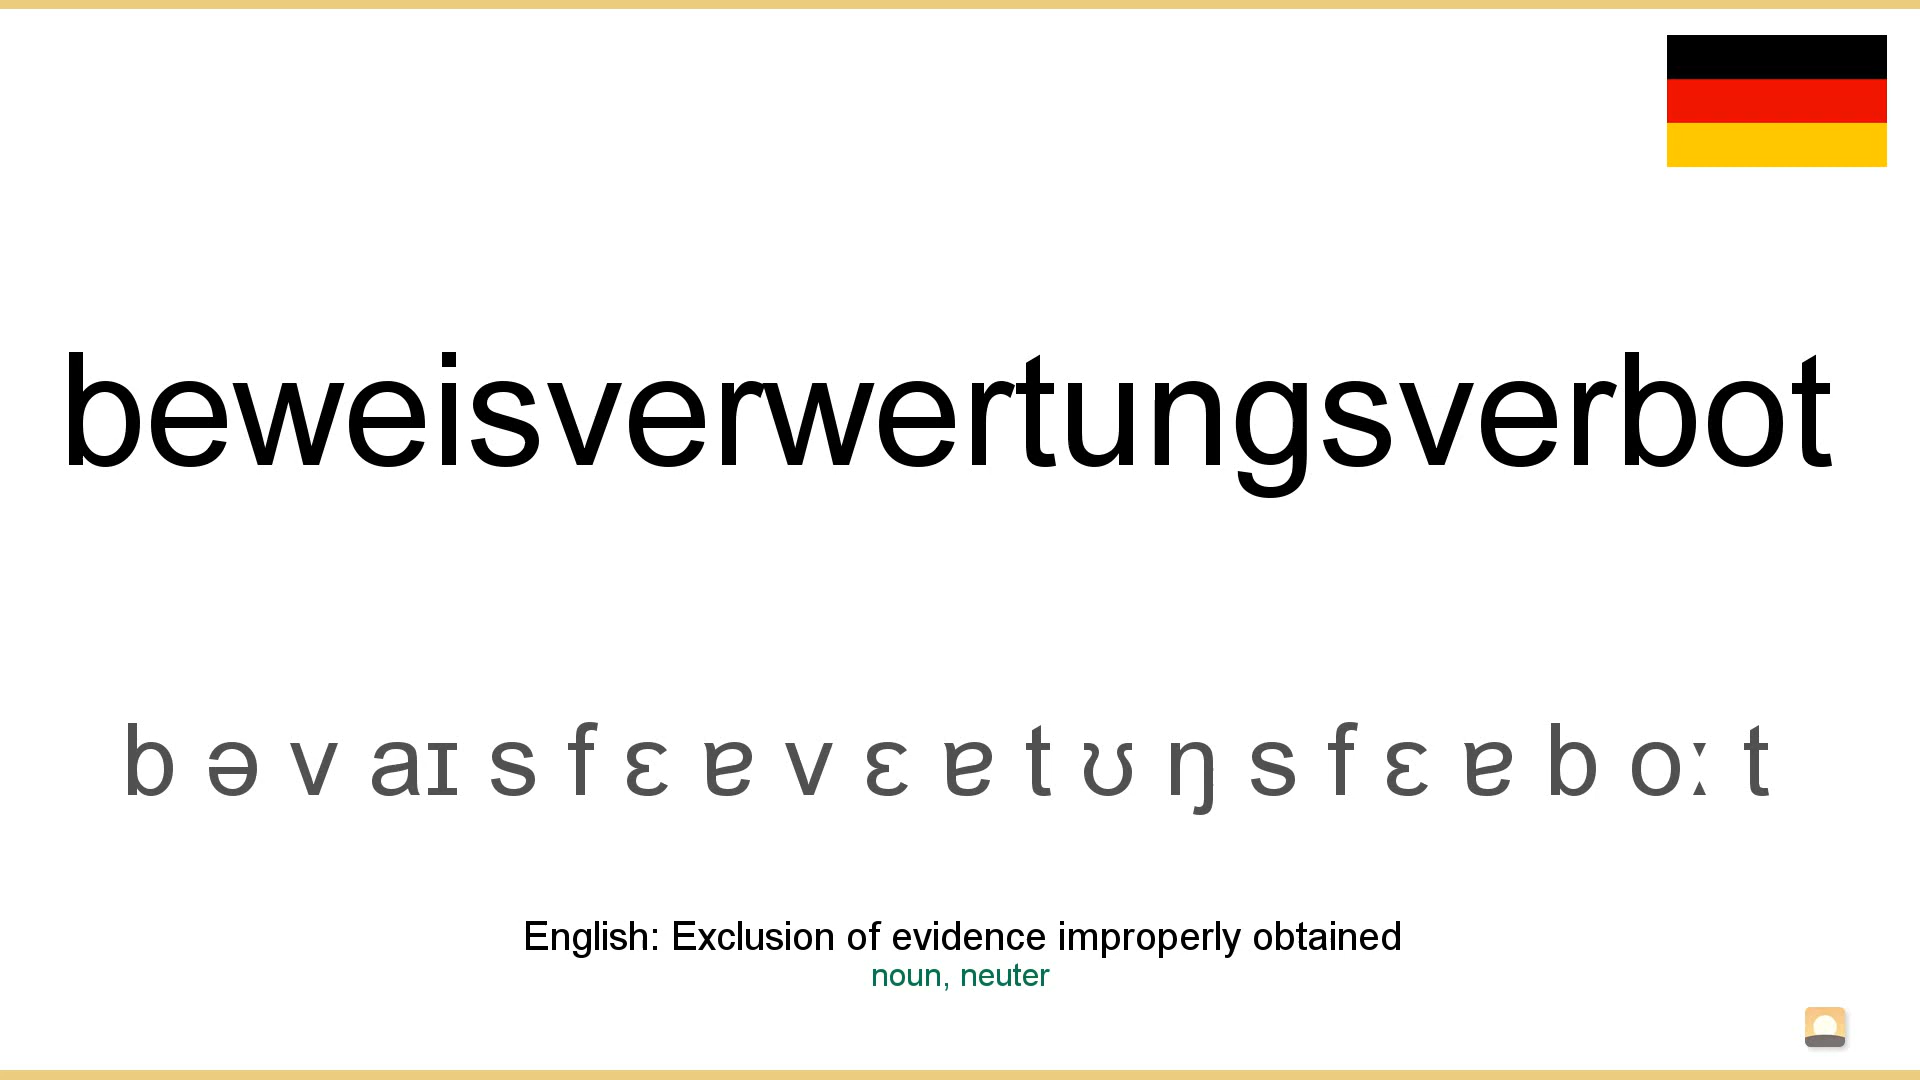 beweisverwertungsverbot
b ə v aɪ s f ɛ ɐ v ɛ ɐ t ʊ ŋ s f ɛ ɐ b oː t
English: Exclusion of evidence improperly obtained
noun, neuter